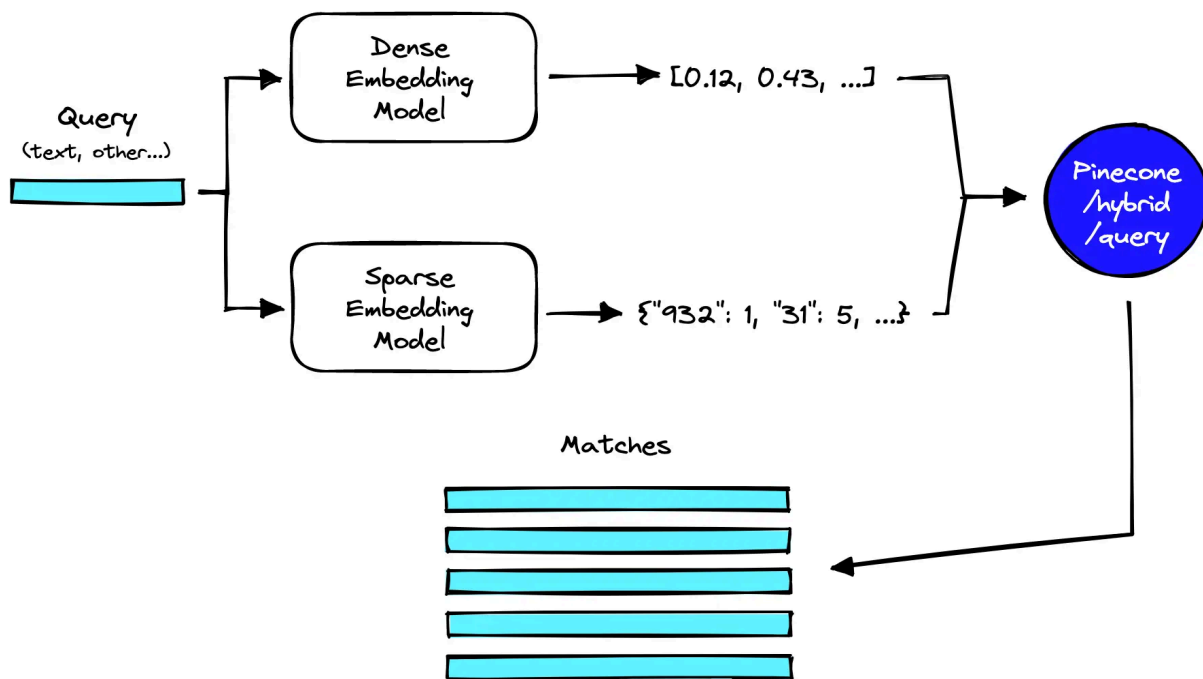 Query
(text, other...)
Dense
Embedding
Model
[0.12, 0.43, ...]
Sparse
Embedding
Model
{"932": 1, "31": 5, ...}
Pinecone
/hybrid
/query
Matches